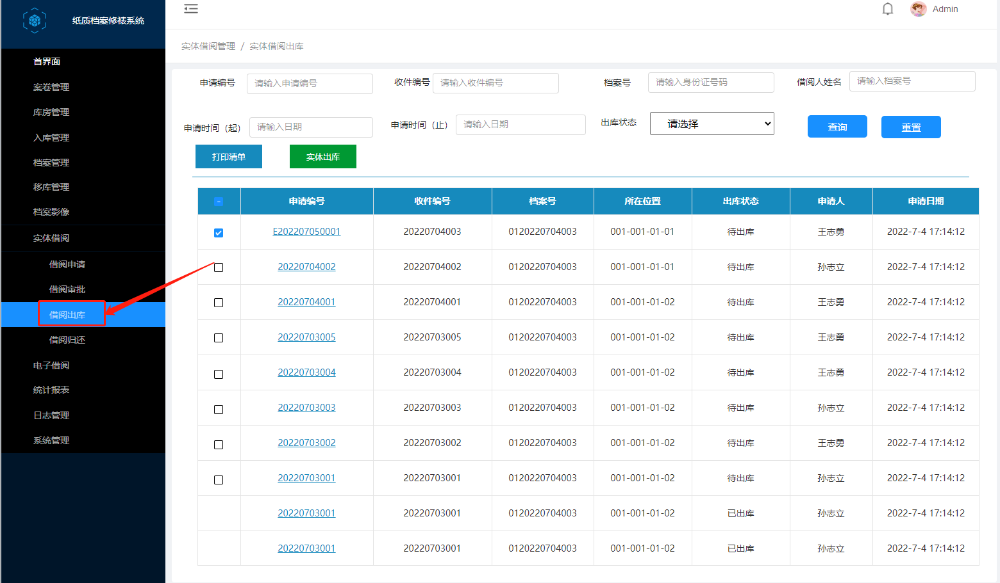 纸质档案修裱系统
Admin
首界面
案卷管理
库房管理
入库管理
档案管理
移库管理
档案影像
实体借阅
借阅申请
借阅审批
借阅出库
借阅归还
电子借阅
统计报表
日志管理
系统管理
实体借阅管理 / 实体借阅出库
申请编号 请输入申请编号 收件编号 请输入收件编号 档案号 请输入身份证号码 借阅人姓名 请输入档案号
申请时间（起） 请输入日期 申请时间（止） 请输入日期 出库状态 请选择 查询 重置
打印清单 实体出库
申请编号 收件编号 档案号 所在位置 出库状态 申请人 申请日期
E202207050001 20220704003 0120220704003 001-001-01-01 待出库 王志勇 2022-7-4 17:14:12
20220704002 20220704002 0120220704003 001-001-01-01 待出库 孙志立 2022-7-4 17:14:12
20220704001 20220704001 0120220704003 001-001-01-02 待出库 王志勇 2022-7-4 17:14:12
20220703005 20220703005 0120220704003 001-001-01-02 待出库 王志勇 2022-7-4 17:14:12
20220703004 20220703004 0120220704003 001-001-01-02 待出库 王志勇 2022-7-4 17:14:12
20220703003 20220703003 0120220704003 001-001-01-02 待出库 孙志立 2022-7-4 17:14:12
20220703002 20220703002 0120220704003 001-001-01-02 待出库 王志勇 2022-7-4 17:14:12
20220703001 20220703001 0120220704003 001-001-01-02 待出库 孙志立 2022-7-4 17:14:12
20220703001 20220703001 0120220704003 001-001-01-02 已出库 孙志立 2022-7-4 17:14:12
20220703001 20220703001 0120220704003 001-001-01-02 已出库 孙志立 2022-7-4 17:14:12